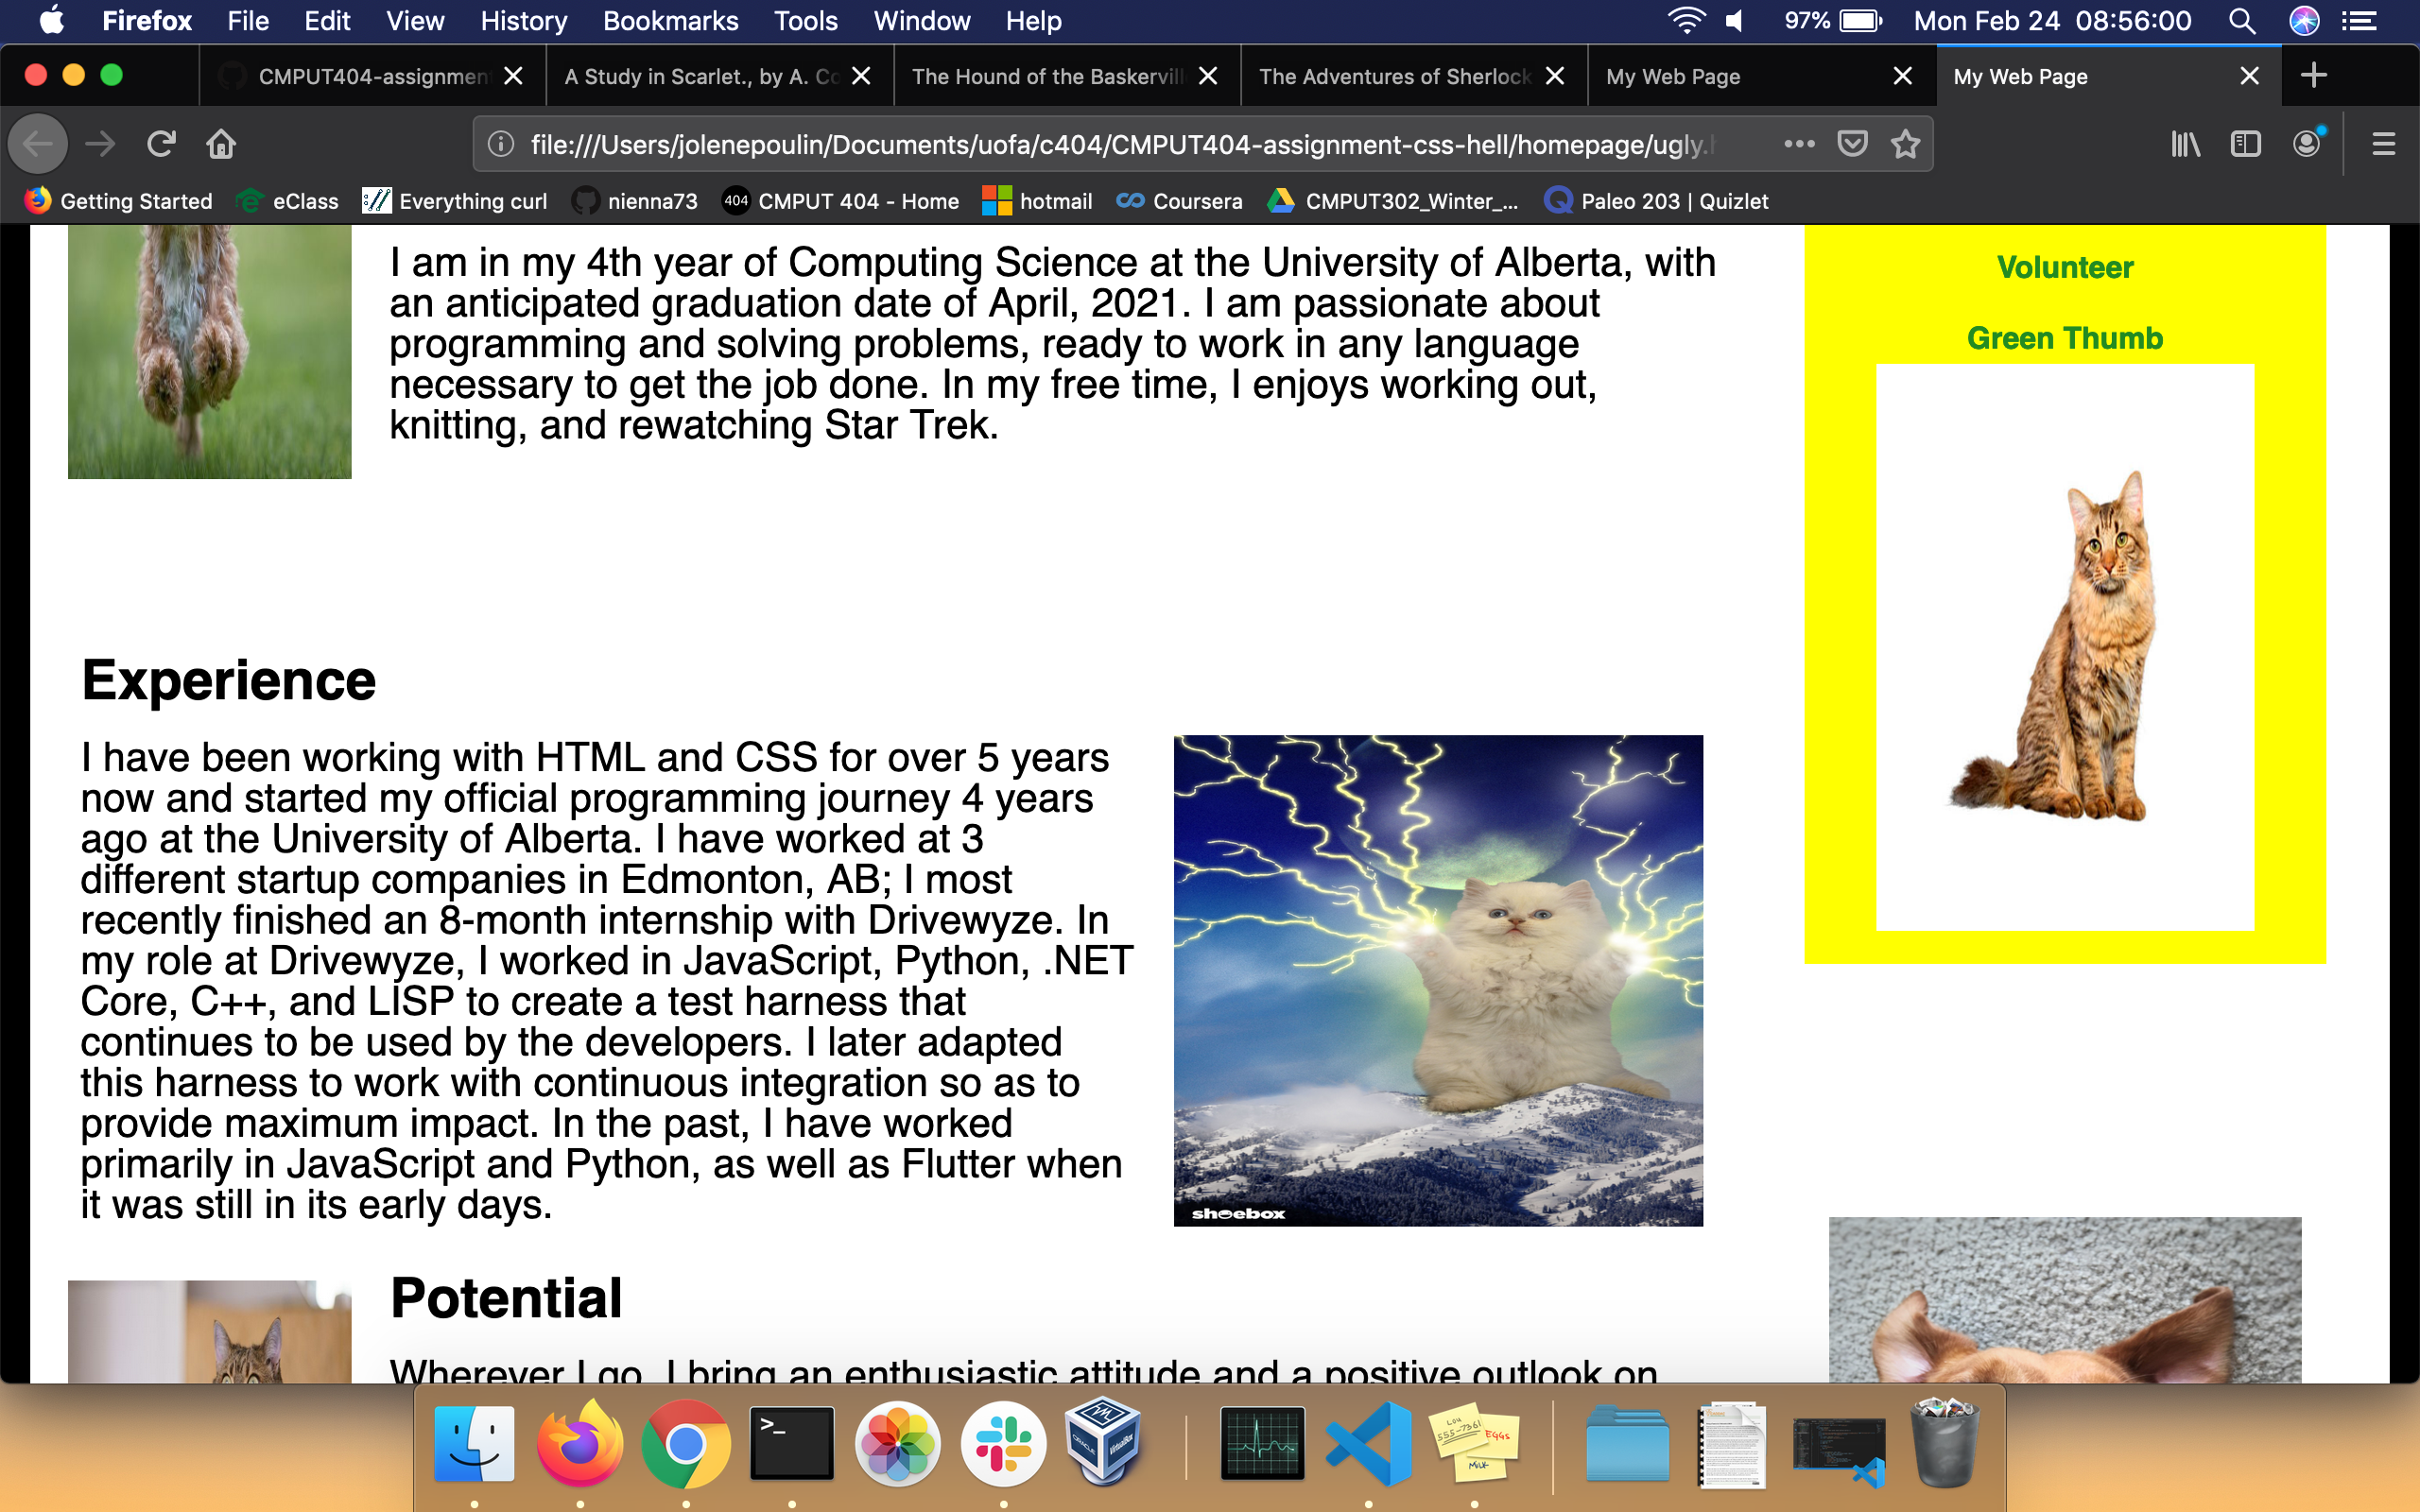 Firefox File Edit View History Bookmarks Tools Window Help 97% Mon Feb 24 08:56:00
CMPUT404-assignmen A Study in Scarlet., by A. Co The Hound of the Baskervill The Adventures of Sherlock My Web Page My Web Page
file:///Users/jolenepoulin/Documents/uofa/c404/CMPUT404-assignment-css-hell/homepage/ugly.h
Getting Started eClass Everything curl nienna73 404 CMPUT 404 - Home hotmail Coursera CMPUT302_Winter_... Paleo 203 | Quizlet
I am in my 4th year of Computing Science at the University of Alberta, with
an anticipated graduation date of April, 2021. I am passionate about
programming and solving problems, ready to work in any language
necessary to get the job done. In my free time, I enjoys working out,
knitting, and rewatching Star Trek.
Volunteer
Green Thumb
Experience
I have been working with HTML and CSS for over 5 years
now and started my official programming journey 4 years
ago at the University of Alberta. I have worked at 3
different startup companies in Edmonton, AB; I most
recently finished an 8-month internship with Drivewyze. In
my role at Drivewyze, I worked in JavaScript, Python, .NET
Core, C++, and LISP to create a test harness that
continues to be used by the developers. I later adapted
this harness to work with continuous integration so as to
provide maximum impact. In the past, I have worked
primarily in JavaScript and Python, as well as Flutter when
it was still in its early days.
shoebox
Potential
Wherever I go, I bring an enthusiastic attitude and a positive outlook on
>_
ORACLE
VirtualBox
LOU
555-7361
EGGS
MILK